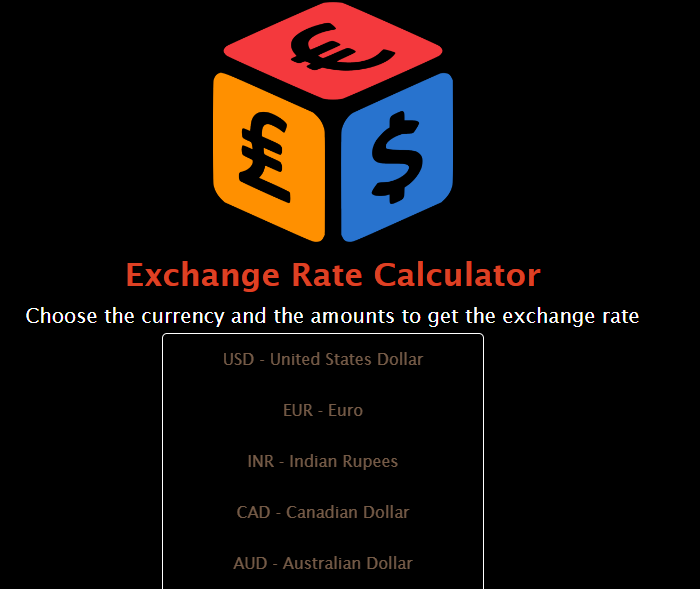 €
£ $
Exchange Rate Calculator
Choose the currency and the amounts to get the exchange rate
USD - United States Dollar
EUR - Euro
INR - Indian Rupees
CAD - Canadian Dollar
AUD - Australian Dollar